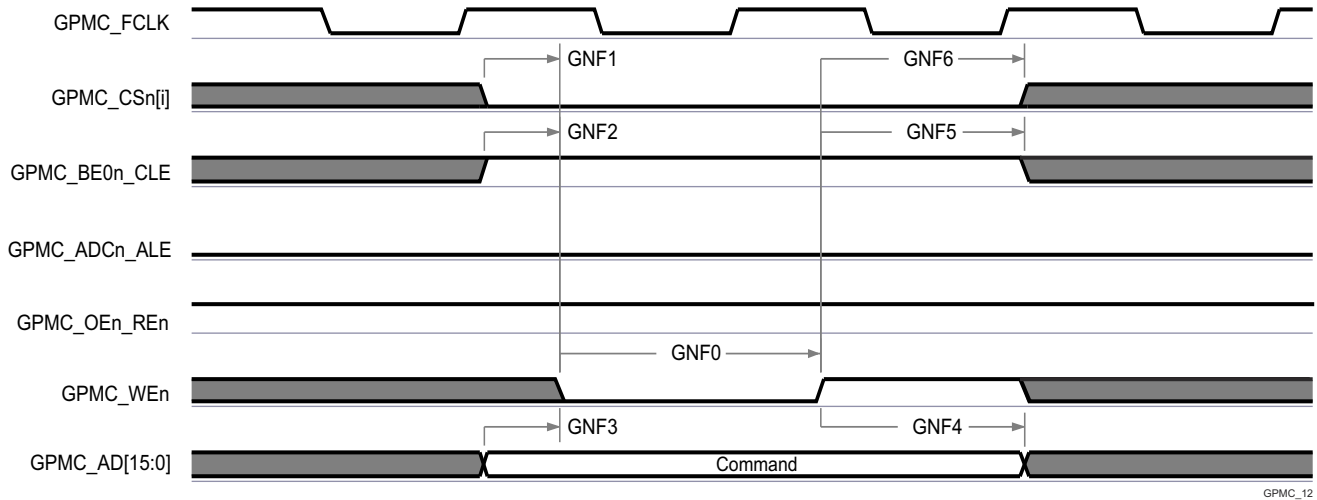 GPMC_FCLK
GNF1
GNF6
GPMC_CSn[i]
GNF2
GNF5
GPMC_BE0n_CLE
GPMC_ADCn_ALE
GPMC_OEn_REn
GNF0
GPMC_WEn
GNF3
GNF4
GPMC_AD[15:0]
Command
GPMC_12